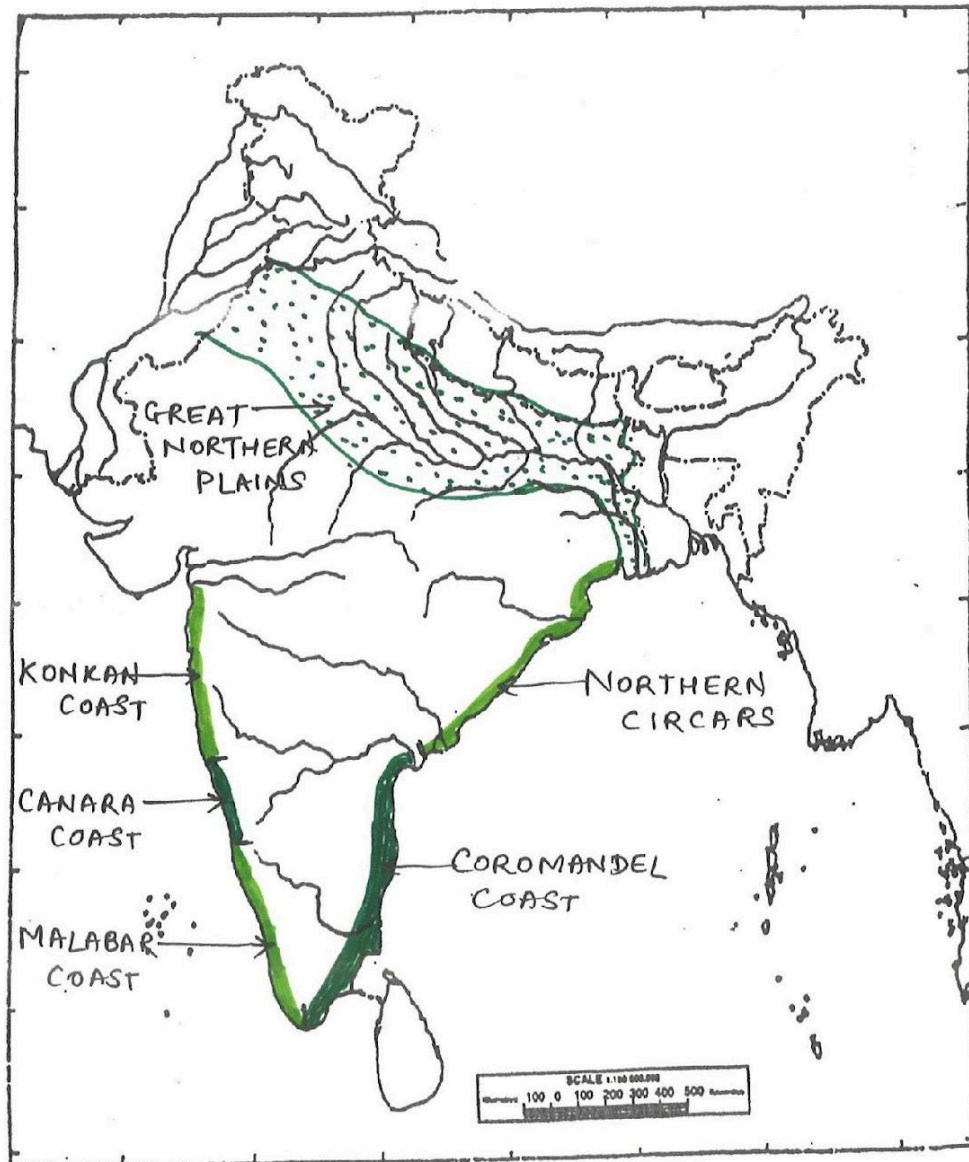 GREAT
NORTHERN
PLAINS
KONKAN
COAST
NORTHERN
CIRCARS
CANARA
COAST
COROMANDEL
COAST
MALABAR
COAST
SCALE
100 0 100 200 300 400 500